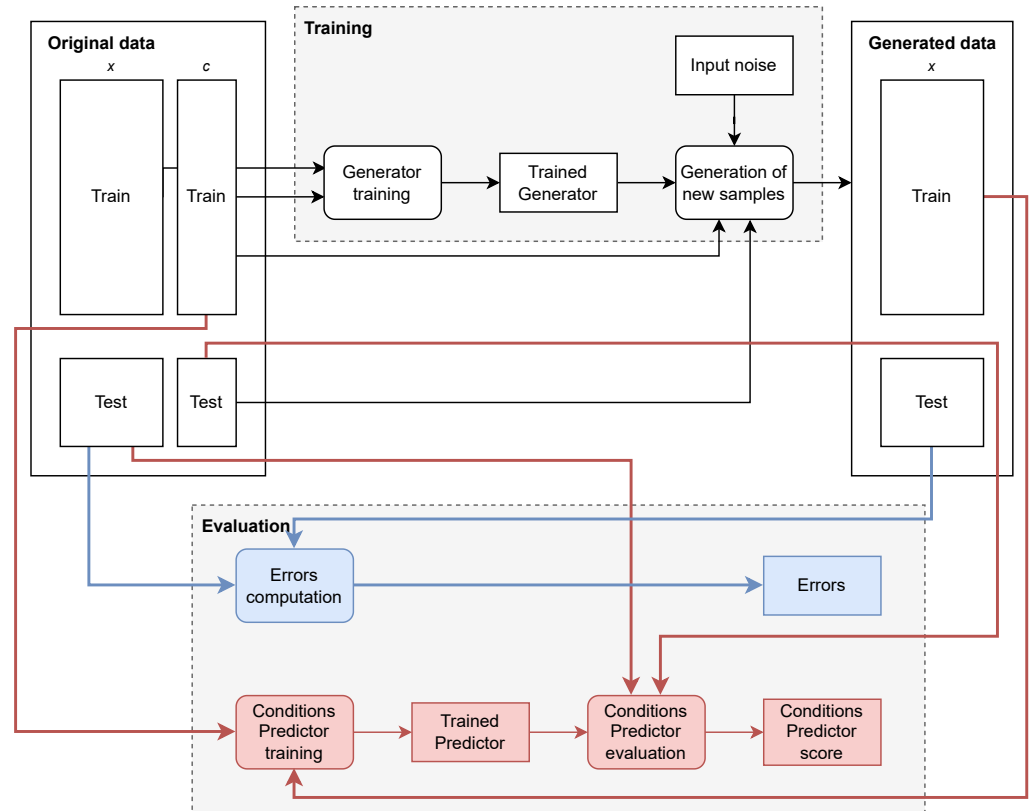 Original data
x
c
Train
Train
Test
Test
Training
Input noise
Generator
training
Trained
Generator
Generation of
new samples
Generated data
x
Train
Test
Evaluation
Errors
computation
Errors
Conditions
Predictor
training
Trained
Predictor
Conditions
Predictor
evaluation
Conditions
Predictor
score